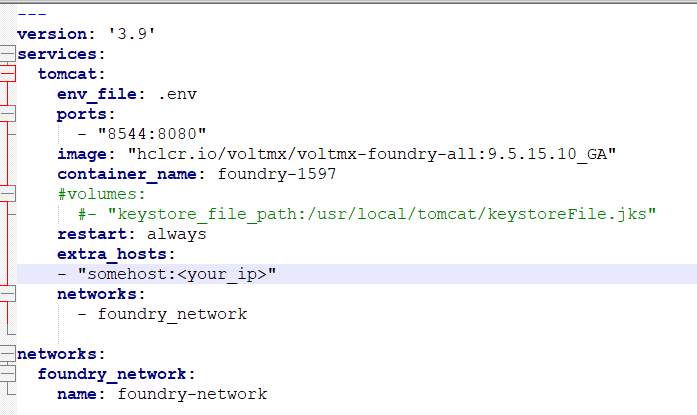 ---
version: '3.9'
services:
  tomcat:
    env_file: .env
    ports:
      - "8544:8080"
    image: "hclcr.io/voltmx/voltmx-foundry-all:9.5.15.10_GA"
    container_name: foundry-1597
    #volumes:
      #- "keystore_file_path:/usr/local/tomcat/keystoreFile.jks"
    restart: always
    extra_hosts:
    - "somehost:<your_ip>"
    networks:
      - foundry_network

networks:
  foundry_network:
    name: foundry-network